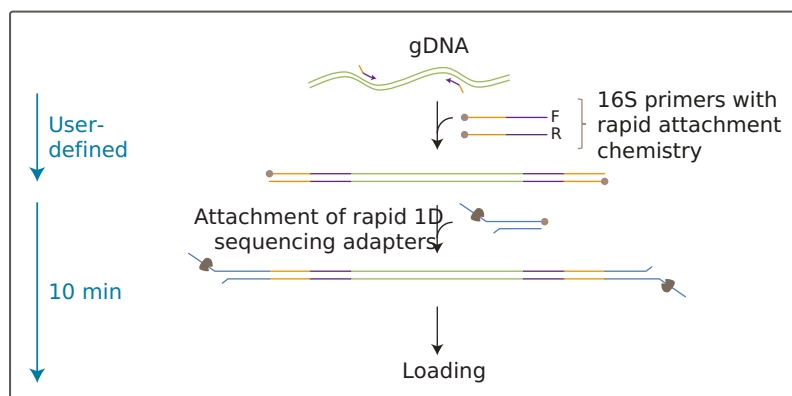 gDNA
User-
defined
F
R
16S primers with
rapid attachment
chemistry
Attachment of rapid 1D
sequencing adapters
10 min
Loading